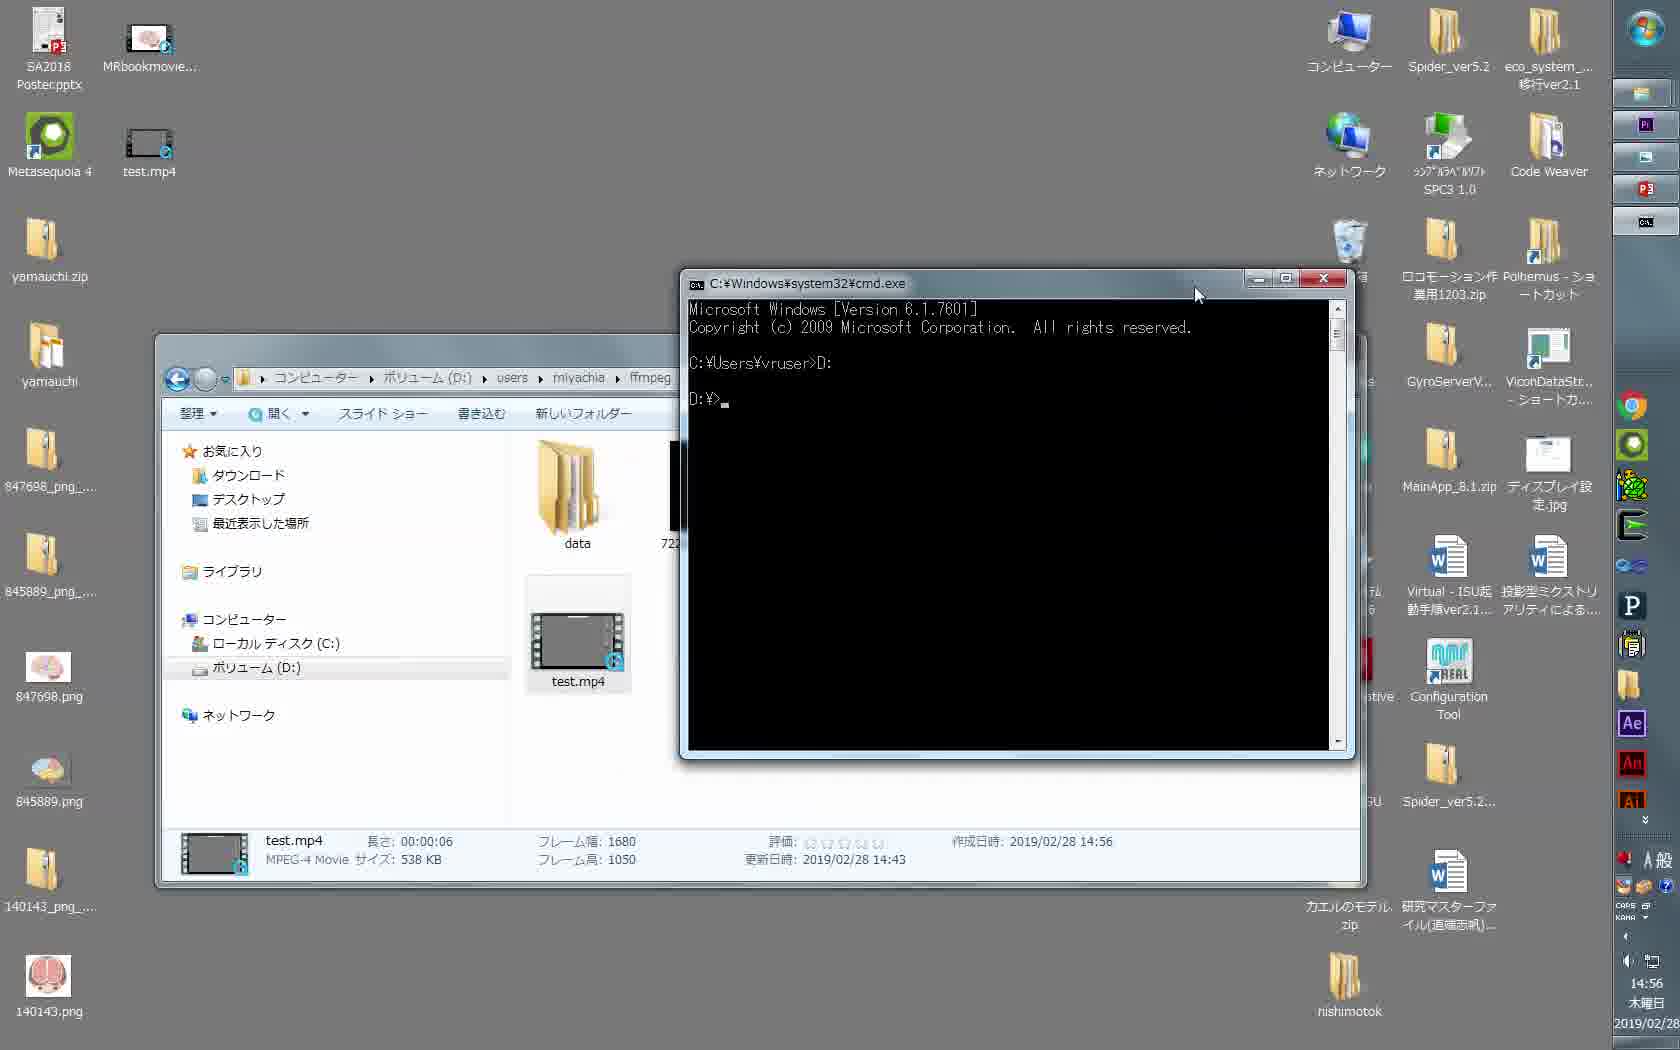 SA2018
Poster.pptx
MRbookmovie...
Metasequoia 4
test.mp4
yamauchi.zip
yamauchi
847698_png_....
845889_png_....
847698.png
845889.png
140143_png_....
140143.png
コンピューター
Spider_ver5.2
eco_system_...
移行ver2.1
ネットワーク
SPC3 1.0
Code Weaver
ロコモーション作
業用1203.zip
Polhemus - ショ
ートカット
GyroServerV...
ViconDataStr...
- ショートカ...
MainApp_8.1.zip
ディスプレイ設
定.jpg
Virtual - ISU起
動手順ver2.1...
投影型ミクストリ
アリティによる...
Configuration
Tool
Spider_ver5.2...
カエルのモデル.
zip
研究マスターファ
イル(道端志帆)...
nishimotok
C:¥Windows¥system32¥cmd.exe
Microsoft Windows [Version 6.1.7601]
Copyright (c) 2009 Microsoft Corporation.  All rights reserved.
C:¥Users¥vruser>D:
D:¥>_
コンピューター ▸ ボリューム (D:) ▸ users ▸ miyachia ▸ ffmpeg
整理 開く スライド ショー 書き込む 新しいフォルダー
お気に入り
ダウンロード
デスクトップ
最近表示した場所
ライブラリ
コンピューター
ローカル ディスク (C:)
ボリューム (D:)
ネットワーク
data
722
test.mp4
test.mp4 長さ: 00:00:06 フレーム幅: 1680 評価: ☆☆☆☆☆ 作成日時: 2019/02/28 14:56
MPEG-4 Movie サイズ: 538 KB フレーム高: 1050 更新日時: 2019/02/28 14:43
Ae
An
Ai
A 般
CAPS
KANA
14:56
木曜日
2019/02/28